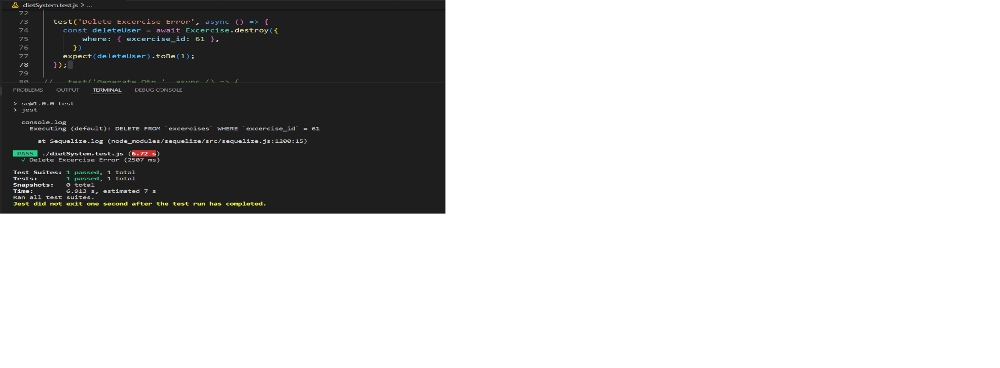 dietSystem.test.js > ...
72
73 test('Delete Excercise Error', async () => {
74 const deleteUser = await Excercise.destroy({
75 where: { excercise_id: 61 },
76 })
77 expect(deleteUser).toBe(1);
78 });
79
80 // test('Generate Otp ', async () => {
PROBLEMS OUTPUT TERMINAL DEBUG CONSOLE
> se@1.0.0 test
> jest
console.log
Executing (default): DELETE FROM `excercises` WHERE `excercise_id` = 61
at Sequelize.log (node_modules/sequelize/src/sequelize.js:1200:15)
PASS ./dietSystem.test.js (6.72 s)
√ Delete Excercise Error (2507 ms)
Test Suites: 1 passed, 1 total
Tests: 1 passed, 1 total
Snapshots: 0 total
Time: 6.913 s, estimated 7 s
Ran all test suites.
Jest did not exit one second after the test run has completed.